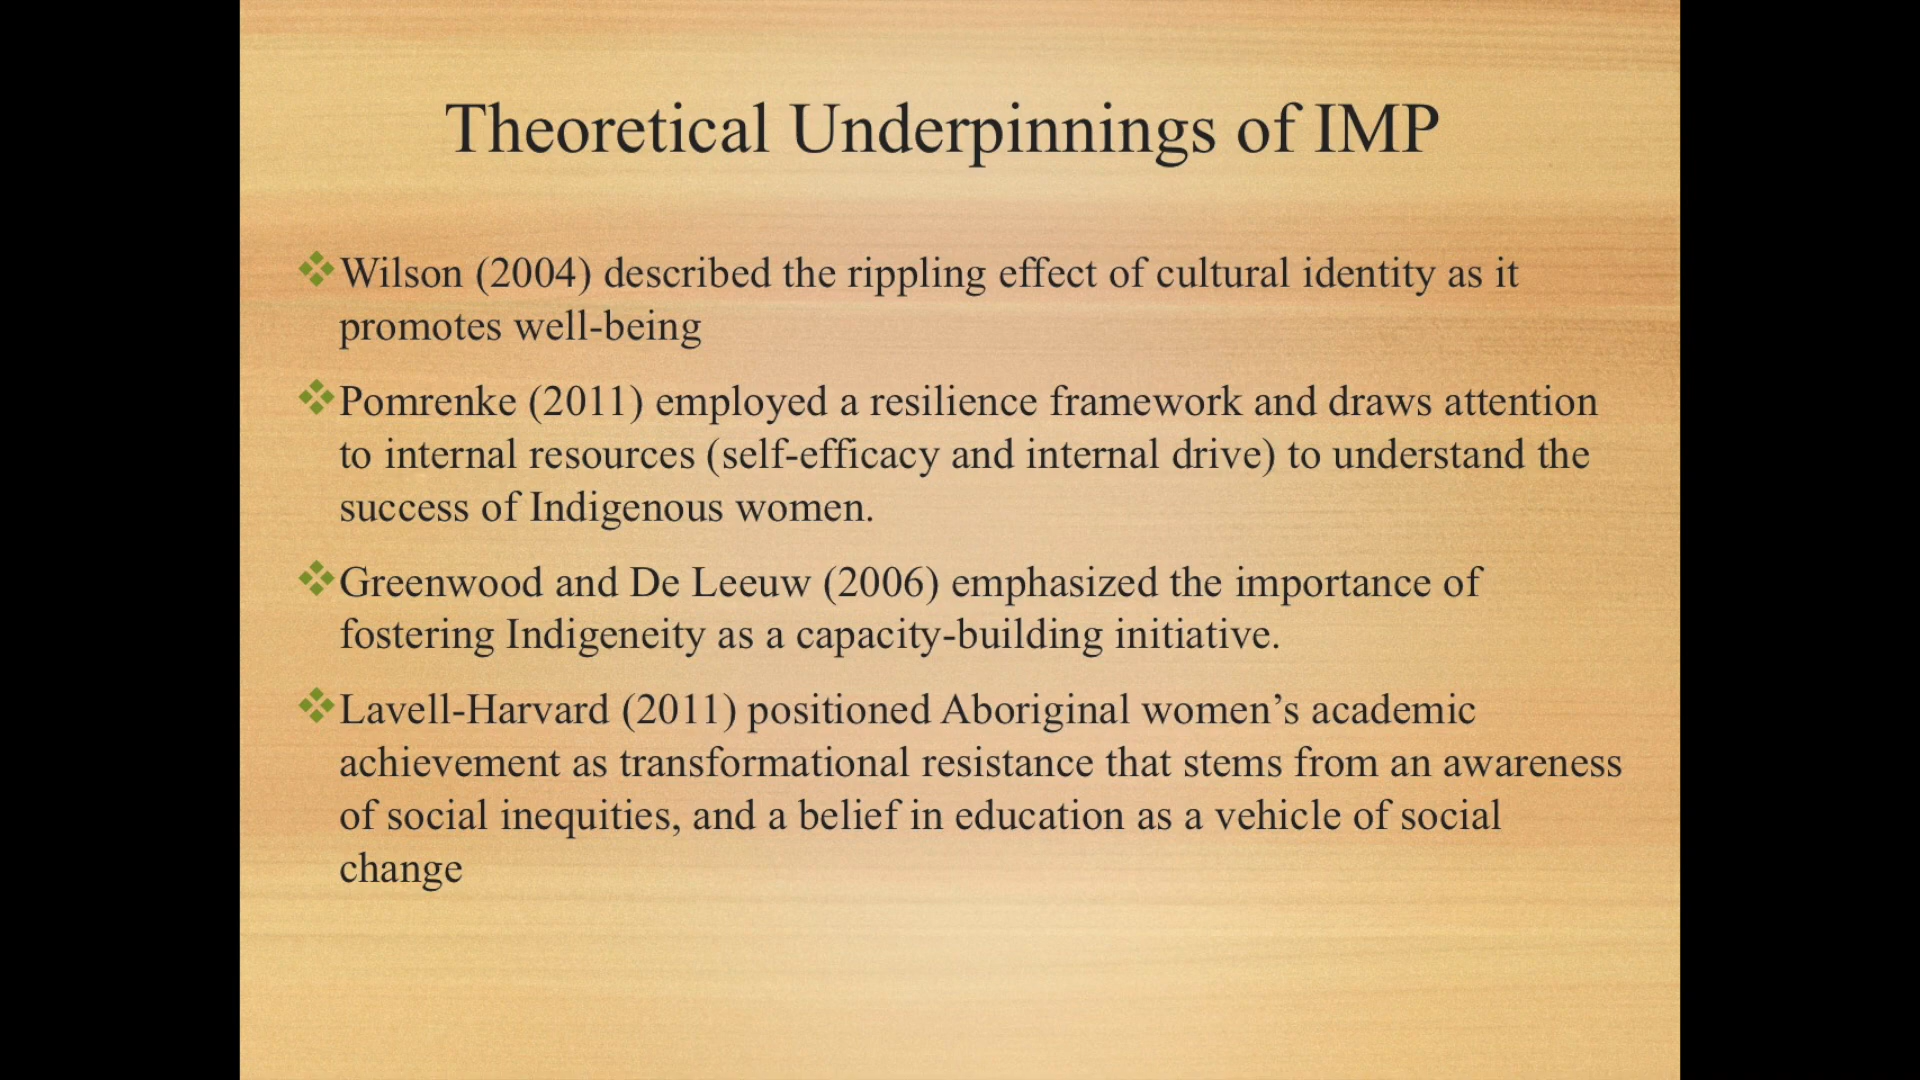 Theoretical Underpinnings of IMP
Wilson (2004) described the rippling effect of cultural identity as it
promotes well-being
Pomrenke (2011) employed a resilience framework and draws attention
to internal resources (self-efficacy and internal drive) to understand the
success of Indigenous women.
Greenwood and De Leeuw (2006) emphasized the importance of
fostering Indigeneity as a capacity-building initiative.
Lavell-Harvard (2011) positioned Aboriginal women’s academic
achievement as transformational resistance that stems from an awareness
of social inequities, and a belief in education as a vehicle of social
change